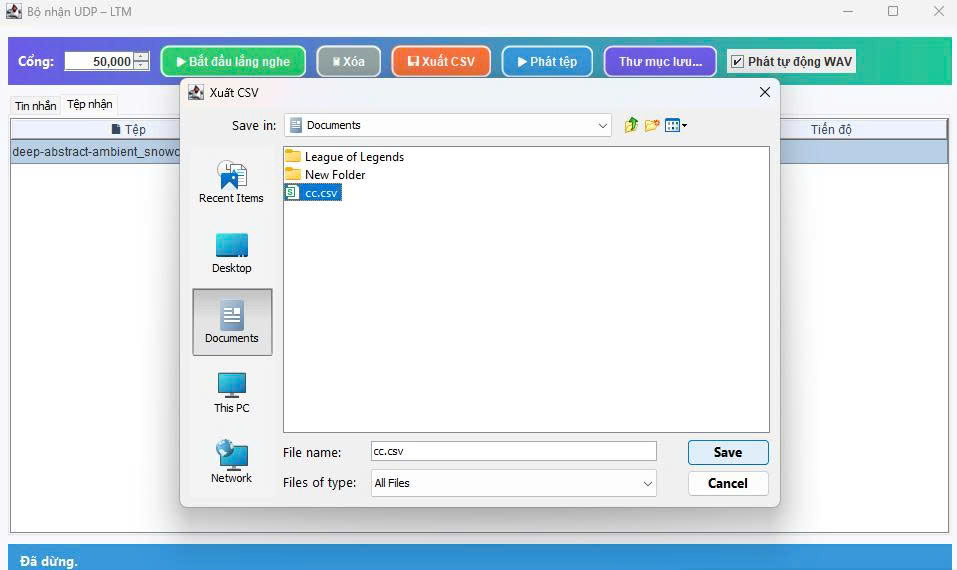 Bộ nhận UDP – LTM
Cổng: 50,000 Bắt đầu lắng nghe Xóa Xuất CSV Phát tệp Thư mục lưu... Phát tự động WAV
Tin nhắn Tệp nhận
Tệp Tiến độ
deep-abstract-ambient_snowc
Xuất CSV
Save in: Documents
Recent Items
Desktop
Documents
This PC
Network
League of Legends
New Folder
cc.csv
File name: cc.csv Save
Files of type: All Files Cancel
Đã dừng.